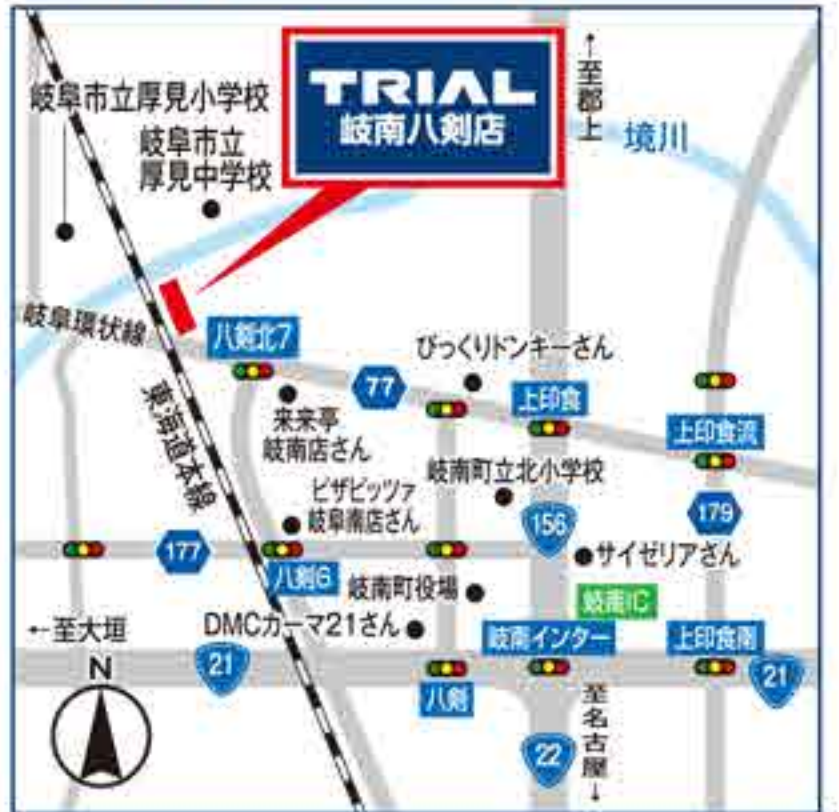 TRIAL
岐南八剣店
↑至郡上
境川
岐阜市立厚見小学校
岐阜市立
厚見中学校
岐阜環状線
八剣北7
びっくりドンキーさん
77
上印食
来来亭
岐南店さん
上印食流
東海道本線
岐南町立北小学校
ピザピッツァ
岐阜南店さん
156
179
177
サイゼリアさん
八剣6
岐南町役場
岐南IC
←至大垣
DMCカーマ21さん
岐南インター
上印食南
N
21
八剣
21
至名古屋↓
22